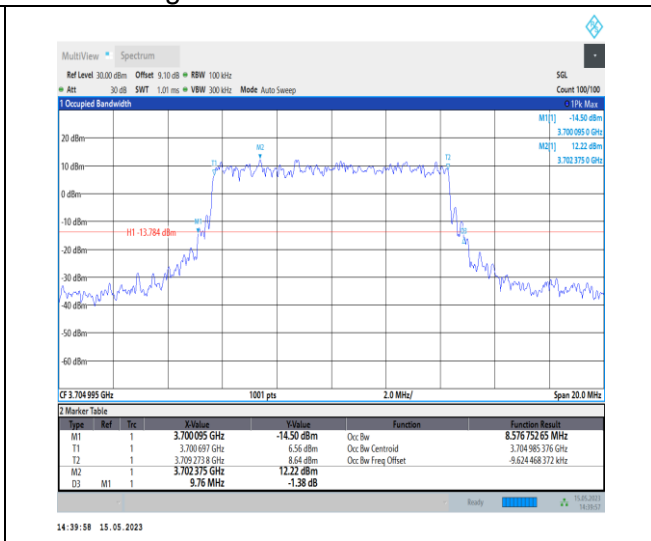 MultiView Spectrum
Ref Level 30.00 dBm Offset 9.10 dB RBW 100 kHz SGL
Att 30 dB SWT 1.01 ms VBW 300 kHz Mode Auto Sweep Count 100/100
1 Occupied Bandwidth 1Pk Max
M1[1] -14.50 dBm
3.700 095 0 GHz
M2[1] 12.22 dBm
3.702 375 0 GHz
20 dBm
M2
T1
T2
10 dBm
0 dBm
-10 dBm
M1
H1 -13.784 dBm
D3
-20 dBm
-30 dBm
-40 dBm
-50 dBm
-60 dBm
CF 3.704 995 GHz 1001 pts 2.0 MHz/ Span 20.0 MHz
2 Marker Table
Type Ref Trc X-Value Y-Value Function Function Result
M1 1 3.700 095 GHz -14.50 dBm Occ Bw 8.576 752 65 MHz
T1 1 3.700 697 GHz 6.56 dBm Occ Bw Centroid 3.704 985 376 GHz
T2 1 3.709 273 8 GHz 8.64 dBm Occ Bw Freq Offset -9.624 468 372 kHz
M2 1 3.702 375 GHz 12.22 dBm
D3 M1 1 9.76 MHz -1.38 dB
Ready 15.05.2023
14:39:57
14:39:58 15.05.2023